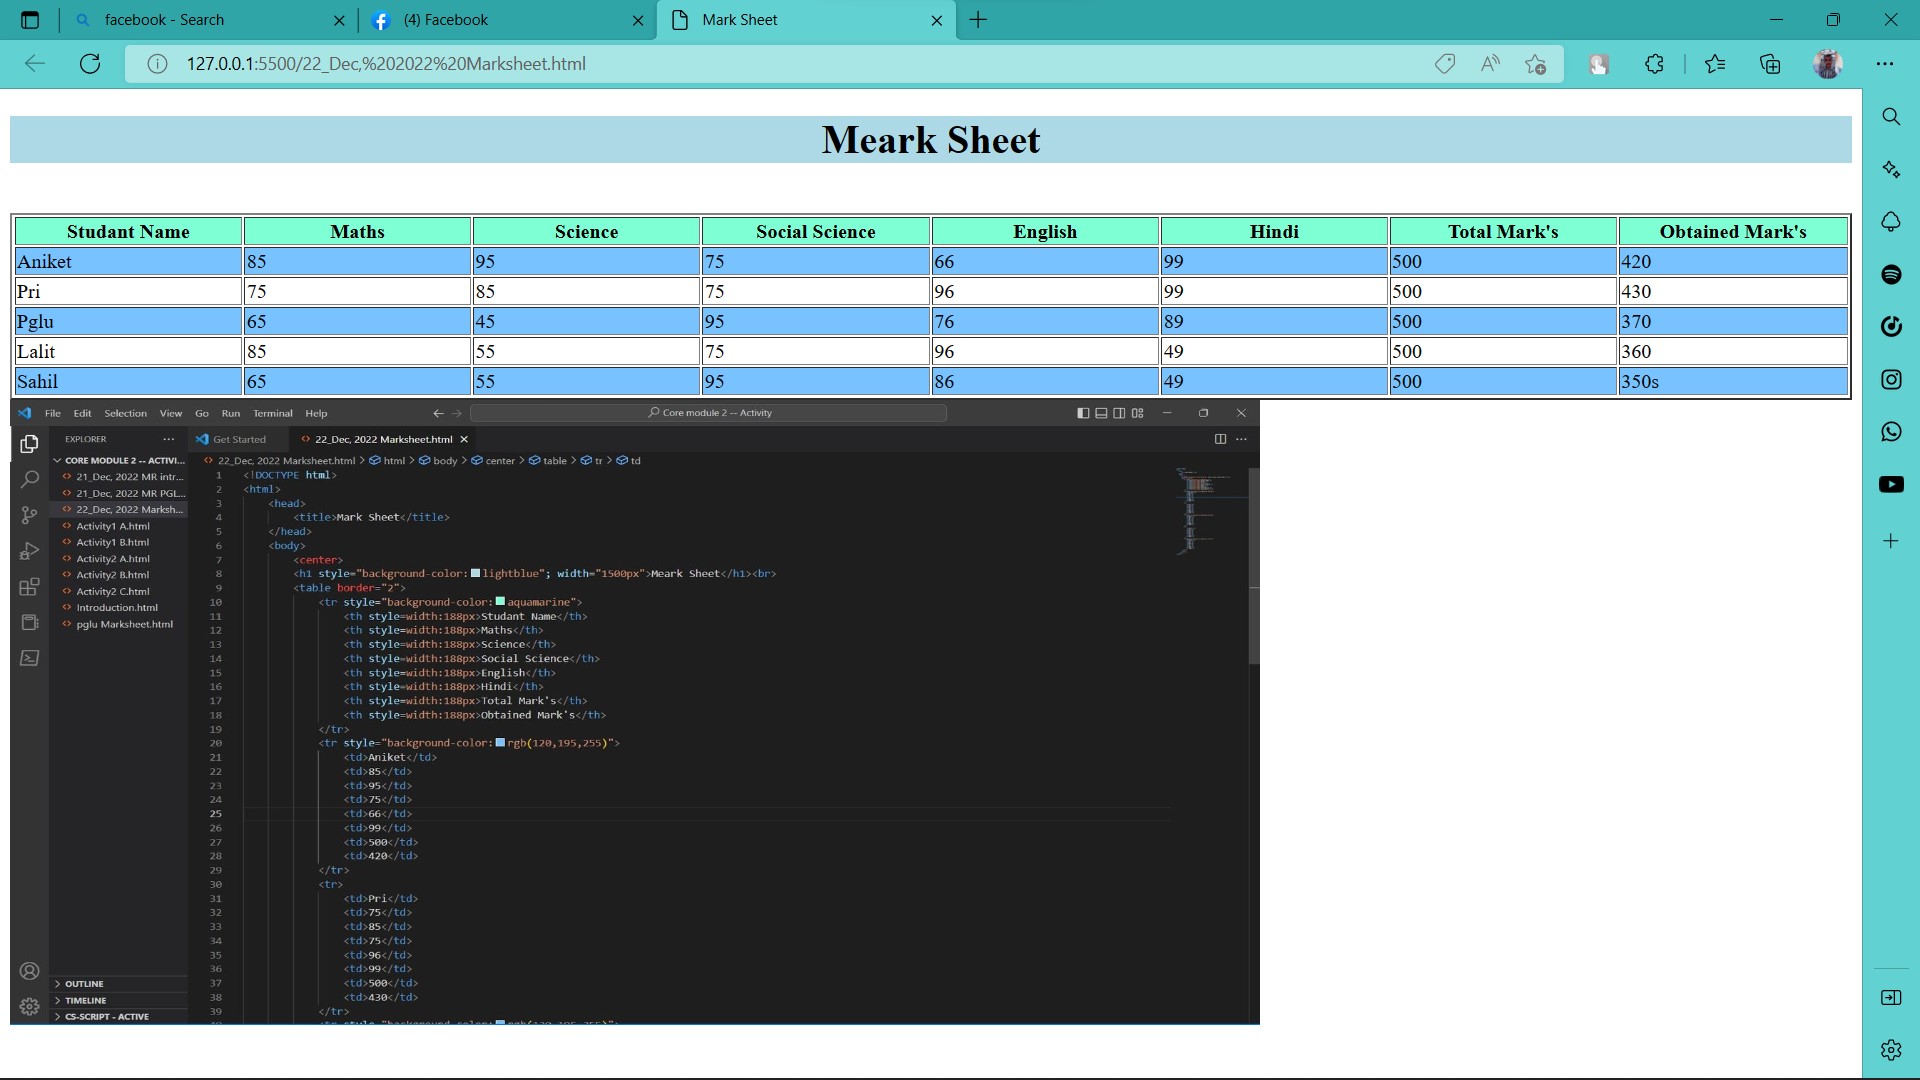 facebook - Search
(4) Facebook
Mark Sheet
127.0.0.1:5500/22_Dec,%202022%20Marksheet.html
Meark Sheet
Studant Name Maths Science Social Science English Hindi Total Mark's Obtained Mark's
Aniket 85 95 75 66 99 500 420
Pri 75 85 75 96 99 500 430
Pglu 65 45 95 76 89 500 370
Lalit 85 55 75 96 49 500 360
Sahil 65 55 95 86 49 500 350s
File Edit Selection View Go Run Terminal Help
Core module 2 -- Activity
EXPLORER
CORE MODULE 2 -- ACTIVI...
21_Dec, 2022 MR intr...
21_Dec, 2022 MR PGL...
22_Dec, 2022 Marksh...
Activity1 A.html
Activity1 B.html
Activity2 A.html
Activity2 B.html
Activity2 C.html
Introduction.html
pglu Marksheet.html
OUTLINE
TIMELINE
CS-SCRIPT - ACTIVE
Get Started
22_Dec, 2022 Marksheet.html
22_Dec, 2022 Marksheet.html > html > body > center > table > tr > td
1 <!DOCTYPE html>
2 <html>
3 <head>
4 <title>Mark Sheet</title>
5 </head>
6 <body>
7 <center>
8 <h1 style="background-color: lightblue"; width="1500px">Meark Sheet</h1><br>
9 <table border="2">
10 <tr style="background-color: aquamarine">
11 <th style=width:188px>Studant Name</th>
12 <th style=width:188px>Maths</th>
13 <th style=width:188px>Science</th>
14 <th style=width:188px>Social Science</th>
15 <th style=width:188px>English</th>
16 <th style=width:188px>Hindi</th>
17 <th style=width:188px>Total Mark's</th>
18 <th style=width:188px>Obtained Mark's</th>
19 </tr>
20 <tr style="background-color: rgb(120,195,255)">
21 <td>Aniket</td>
22 <td>85</td>
23 <td>95</td>
24 <td>75</td>
25 <td>66</td>
26 <td>99</td>
27 <td>500</td>
28 <td>420</td>
29 </tr>
30 <tr>
31 <td>Pri</td>
32 <td>75</td>
33 <td>85</td>
34 <td>75</td>
35 <td>96</td>
36 <td>99</td>
37 <td>500</td>
38 <td>430</td>
39 </tr>